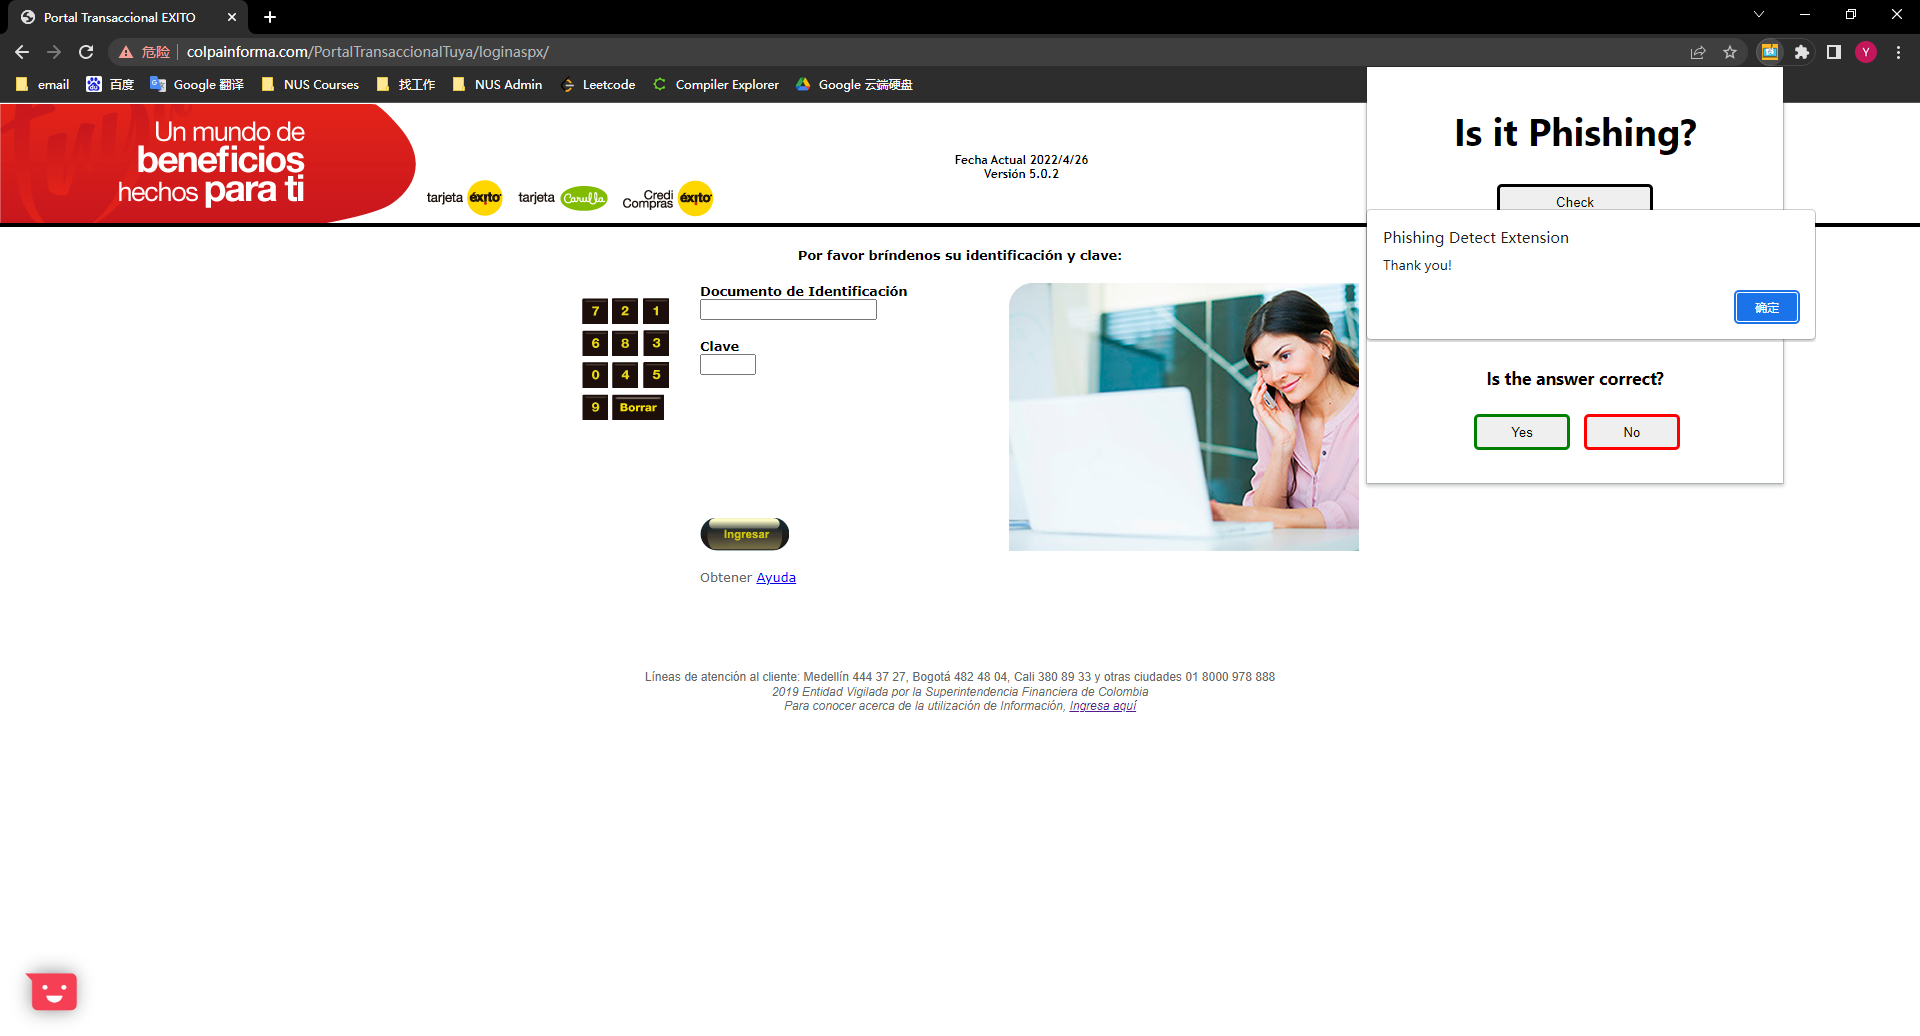 Portal Transaccional EXITO
危险 colpainforma.com/PortalTransaccionalTuya/loginaspx/
Y
email 百度 Google 翻译 NUS Courses 找工作 NUS Admin Leetcode Compiler Explorer Google 云端硬盘
Un mundo de
beneficios
hechos para ti
tarjeta éxito tarjeta Carulla Credi Compras éxito
Fecha Actual 2022/4/26
Versión 5.0.2
Is it Phishing?
Check
Phishing Detect Extension
Thank you!
确定
Is the answer correct?
Yes No
Por favor bríndenos su identificación y clave:
Documento de Identificación
Clave
7 2 1
6 8 3
0 4 5
9 Borrar
Ingresar
Obtener Ayuda
Líneas de atención al cliente: Medellín 444 37 27, Bogotá 482 48 04, Cali 380 89 33 y otras ciudades 01 8000 978 888
2019 Entidad Vigilada por la Superintendencia Financiera de Colombia
Para conocer acerca de la utilización de Información, Ingresa aquí